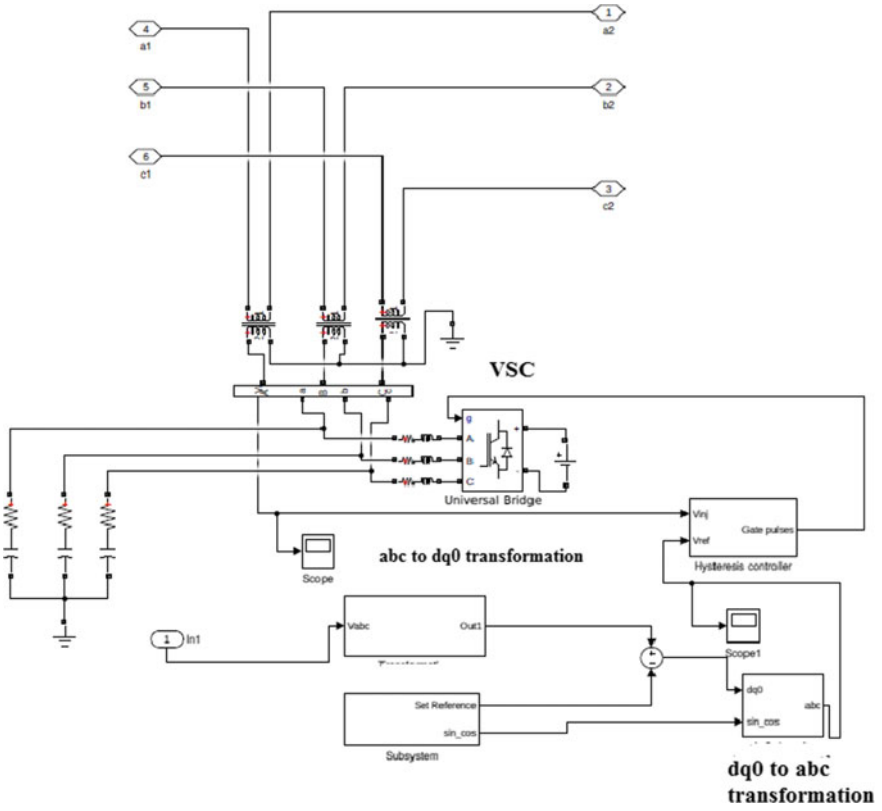 1
a2
4
a1
2
b2
5
b1
6
c1
3
c2
VSC
A a B b C c
g
A
B
C
+
-
Universal Bridge
Vinj
Vref
Gate pulses
Hysteresis controller
Scope
abc to dq0 transformation
1
In1
Vabc
Out1
Scope1
Set Reference
sin_cos
Subsystem
dq0
sin_cos
abc
dq0 to abc
transformation